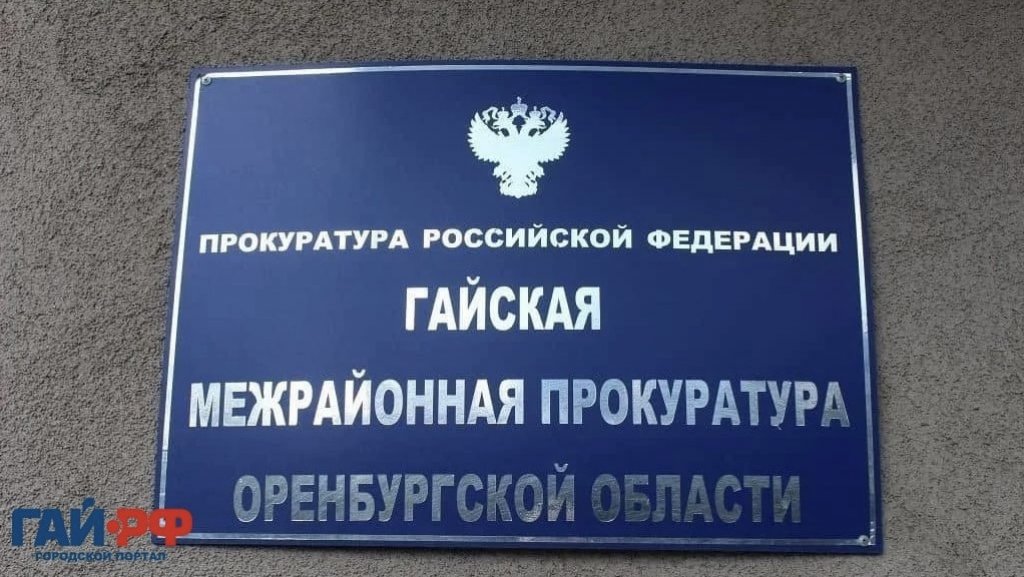 ПРОКУРАТУРА РОССИЙСКОЙ ФЕДЕРАЦИИ
ГАЙСКАЯ
МЕЖРАЙОННАЯ ПРОКУРАТУРА
ОРЕНБУРГСКОЙ ОБЛАСТИ
ГАЙ.РФ
ГОРОДСКОЙ ПОРТАЛ